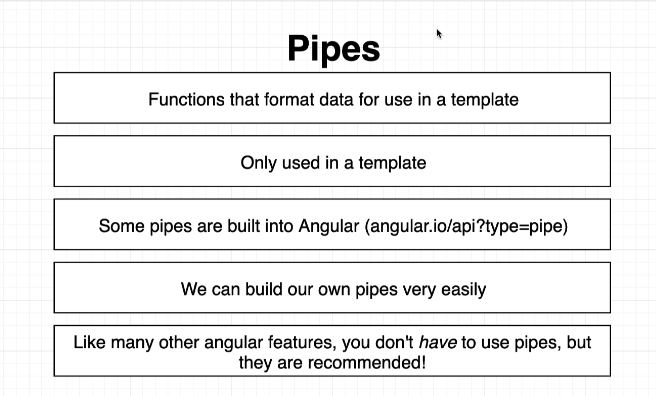 Pipes
Functions that format data for use in a template
Only used in a template
Some pipes are built into Angular (angular.io/api?type=pipe)
We can build our own pipes very easily
Like many other angular features, you don't have to use pipes, but
they are recommended!